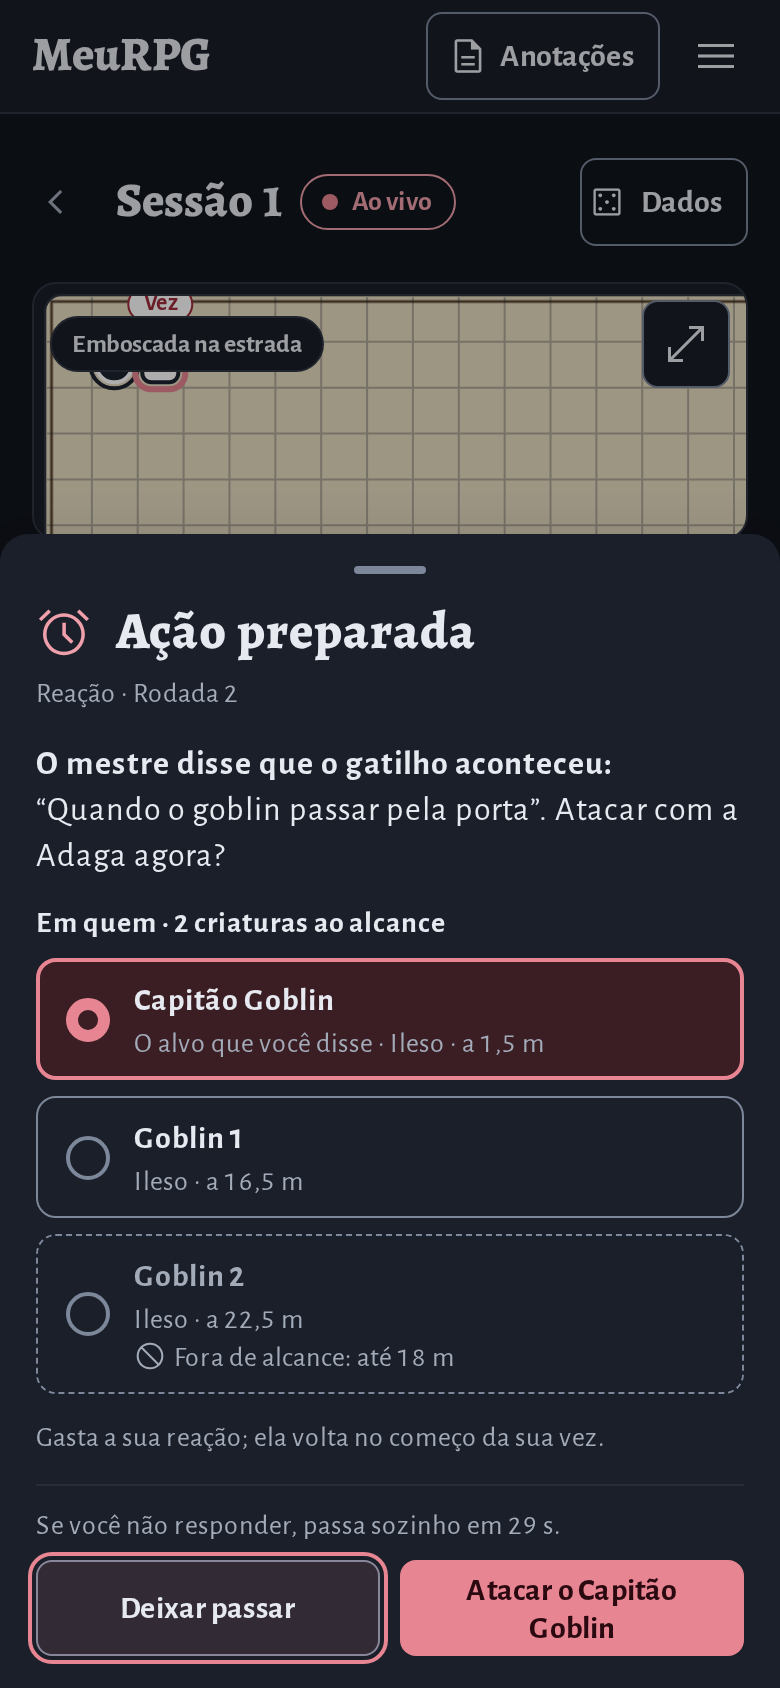 MeuRPG
Anotações
Sessão 1
Ao vivo
Dados
Vez
Emboscada na estrada
Ação preparada
Reação · Rodada 2
O mestre disse que o gatilho aconteceu:
“Quando o goblin passar pela porta”. Atacar com a
Adaga agora?
Em quem · 2 criaturas ao alcance
Capitão Goblin
O alvo que você disse · Ileso · a 1,5 m
Goblin 1
Ileso · a 16,5 m
Goblin 2
Ileso · a 22,5 m
Fora de alcance: até 18 m
Gasta a sua reação; ela volta no começo da sua vez.
Se você não responder, passa sozinho em 29 s.
Deixar passar
Atacar o Capitão
Goblin